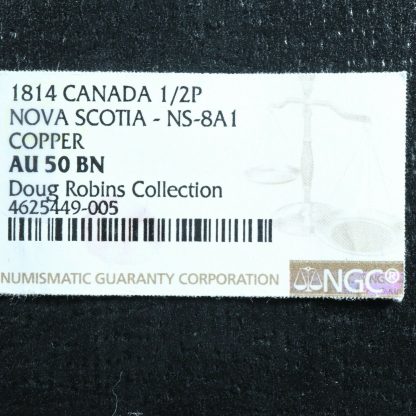 1814 CANADA 1/2P
NOVA SCOTIA - NS-8A1
COPPER
AU 50 BN
Doug Robins Collection
4625449-005
NUMISMATIC GUARANTY CORPORATION NGC®